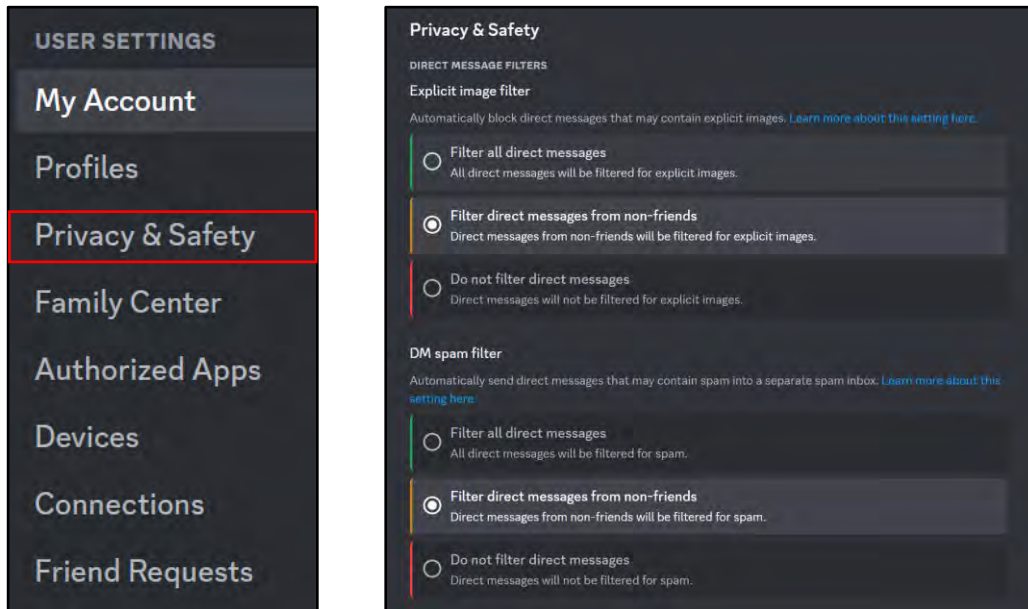 USER SETTINGS
My Account
Profiles
Privacy & Safety
Family Center
Authorized Apps
Devices
Connections
Friend Requests
Privacy & Safety
DIRECT MESSAGE FILTERS
Explicit image filter
Automatically block direct messages that may contain explicit images. Learn more about this setting here.
Filter all direct messages
All direct messages will be filtered for explicit images.
Filter direct messages from non-friends
Direct messages from non-friends will be filtered for explicit images.
Do not filter direct messages
Direct messages will not be filtered for explicit images.
DM spam filter
Automatically send direct messages that may contain spam into a separate spam inbox. Learn more about this
setting here.
Filter all direct messages
All direct messages will be filtered for spam.
Filter direct messages from non-friends
Direct messages from non-friends will be filtered for spam.
Do not filter direct messages
Direct messages will not be filtered for spam.